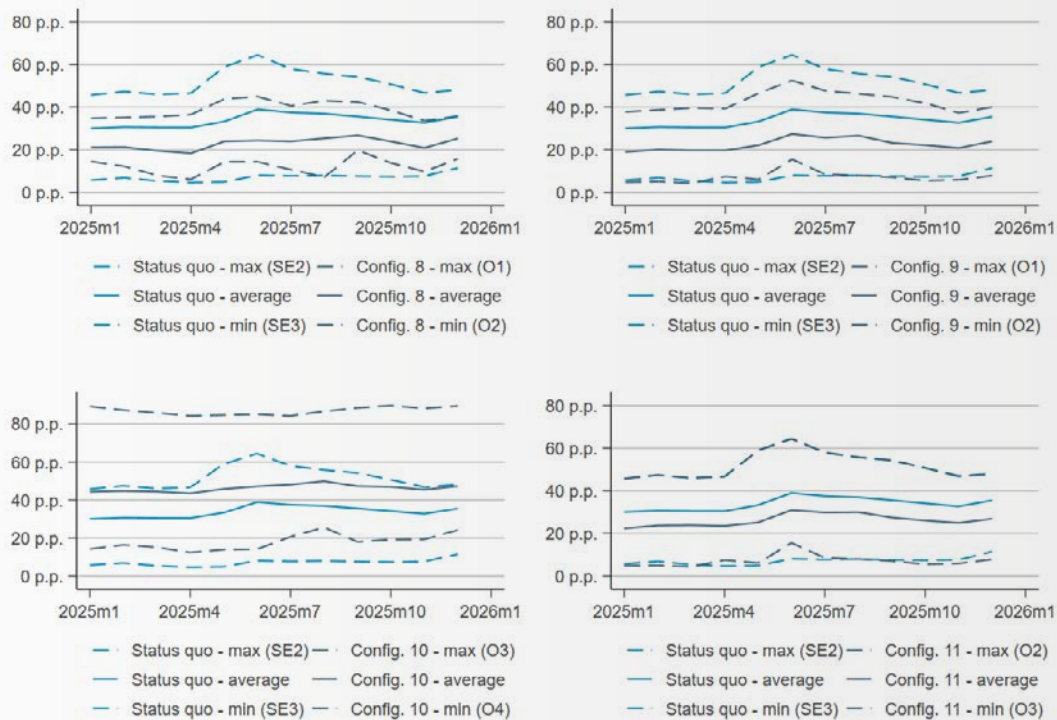 80 p.p.
60 p.p.
40 p.p.
20 p.p.
0 p.p.
2025m1 2025m4 2025m7 2025m10 2026m1
Status quo - max (SE2) Config. 8 - max (O1)
Status quo - average Config. 8 - average
Status quo - min (SE3) Config. 8 - min (O2)
80 p.p.
60 p.p.
40 p.p.
20 p.p.
0 p.p.
2025m1 2025m4 2025m7 2025m10 2026m1
Status quo - max (SE2) Config. 9 - max (O1)
Status quo - average Config. 9 - average
Status quo - min (SE3) Config. 9 - min (O2)
80 p.p.
60 p.p.
40 p.p.
20 p.p.
0 p.p.
2025m1 2025m4 2025m7 2025m10 2026m1
Status quo - max (SE2) Config. 10 - max (O3)
Status quo - average Config. 10 - average
Status quo - min (SE3) Config. 10 - min (O4)
80 p.p.
60 p.p.
40 p.p.
20 p.p.
0 p.p.
2025m1 2025m4 2025m7 2025m10 2026m1
Status quo - max (SE2) Config. 11 - max (O2)
Status quo - average Config. 11 - average
Status quo - min (SE3) Config. 11 - min (O3)